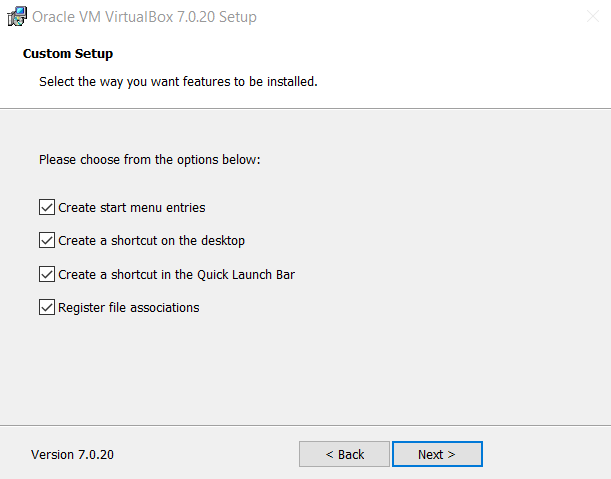 Oracle VM VirtualBox 7.0.20 Setup
Custom Setup
Select the way you want features to be installed.
Please choose from the options below:
Create start menu entries
Create a shortcut on the desktop
Create a shortcut in the Quick Launch Bar
Register file associations
Version 7.0.20
< Back
Next >